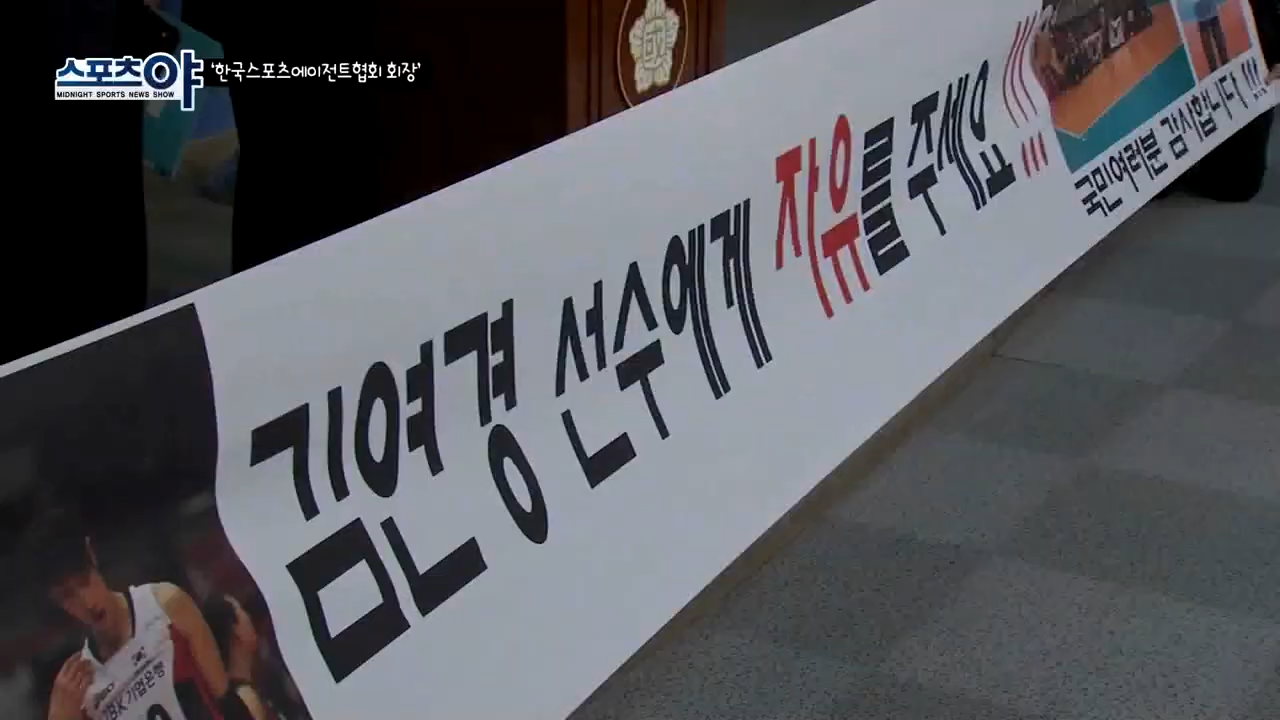 스포츠야
MIDNIGHT SPORTS NEWS SHOW
'한국스포츠에이전트협회 회장'
김연경 선수에게 자유를 주세요!!!
국민여러분 감사합니다!!!
IBK기업은행